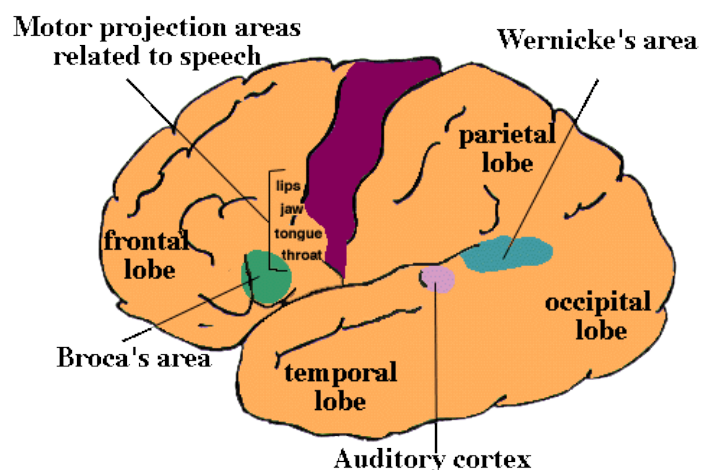 Motor projection areas
related to speech
Wernicke's area
parietal
lobe
lips
jaw
tongue
throat
frontal
lobe
occipital
lobe
Broca's area
temporal
lobe
Auditory cortex